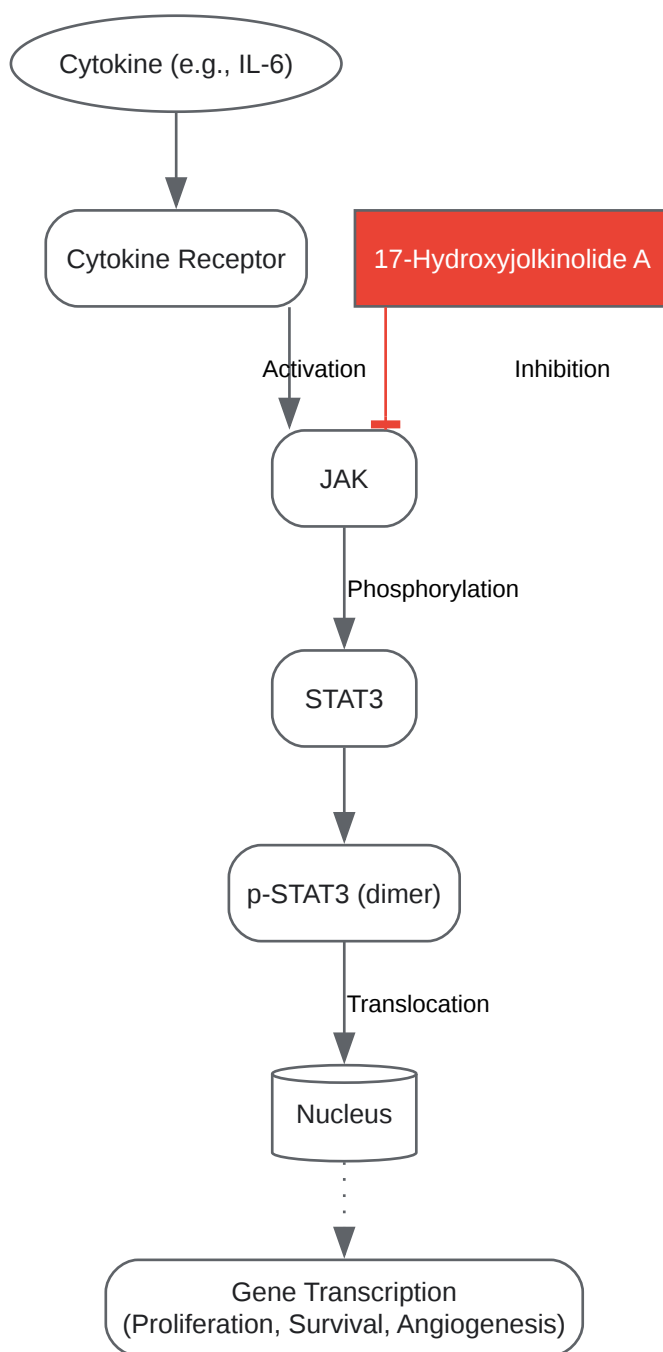 Cytokine (e.g., IL-6)
Cytokine Receptor
17-Hydroxyjolkinolide A
Activation
Inhibition
JAK
Phosphorylation
STAT3
p-STAT3 (dimer)
Translocation
Nucleus
Gene Transcription
(Proliferation, Survival, Angiogenesis)